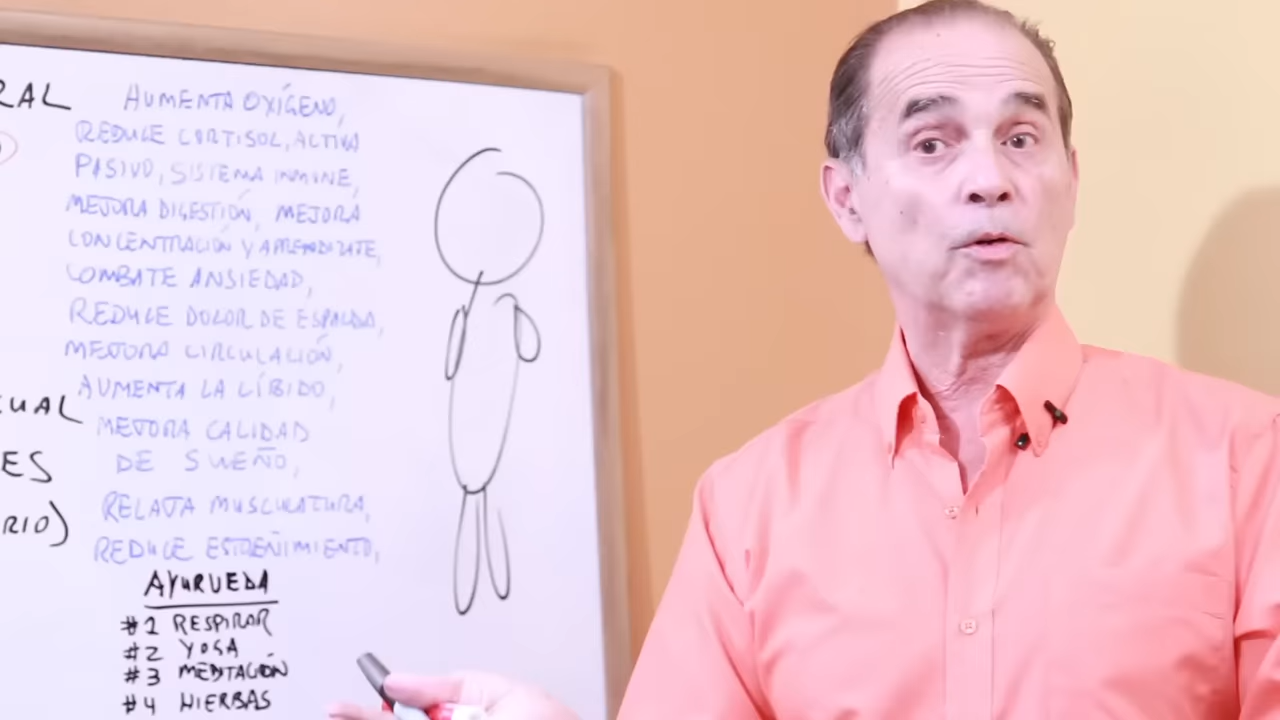 RAL AUMENTA OXÍGENO,
REDUCE CORTISOL, ACTIVA
PASIVO, SISTEMA INMUNE,
MEJORA DIGESTIÓN, MEJORA
CONCENTRACIÓN Y APRENDIZAJE,
COMBATE ANSIEDAD,
REDUCE DOLOR DE ESPALDA,
MEJORA CIRCULACIÓN,
AUMENTA LA LÍBIDO,
CUAL
MEJORA CALIDAD
ES DE SUEÑO,
RELAJA MUSCULATURA,
RIO)
REDUCE ESTREÑIMIENTO,
AYURVEDA
#1 RESPIRAR
#2 YOGA
#3 MEDITACIÓN
#4 HIERBAS